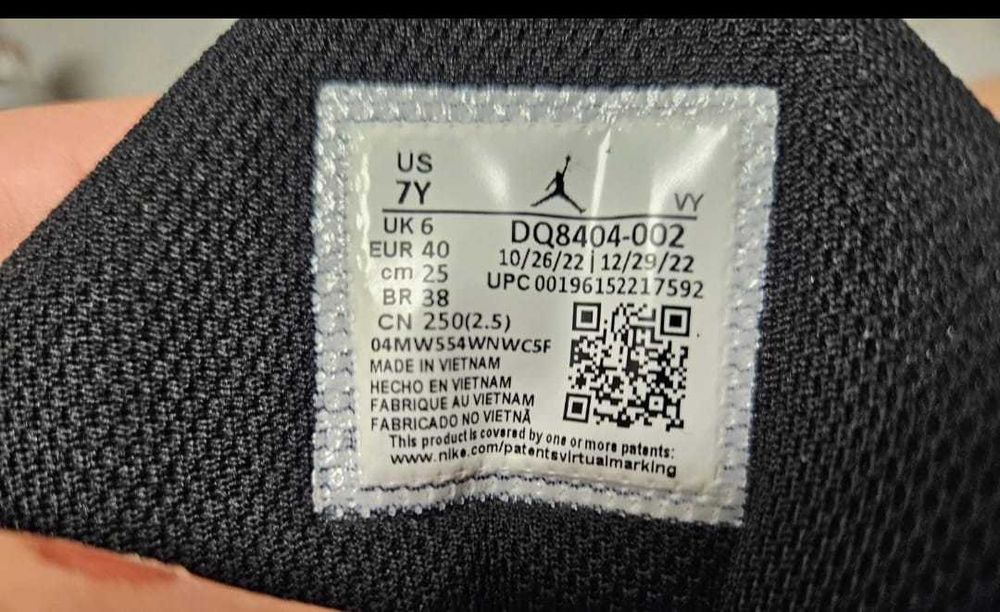 US
7Y
VY
UK 6
EUR 40
cm 25
BR 38
CN 250(2.5)
DQ8404-002
10/26/22 | 12/29/22
UPC 00196152217592
04MW554WNWC5F
MADE IN VIETNAM
HECHO EN VIETNAM
FABRIQUE AU VIETNAM
FABRICADO NO VIETNÃ
This product is covered by one or more patents:
www.nike.com/patentsvirtualmarking